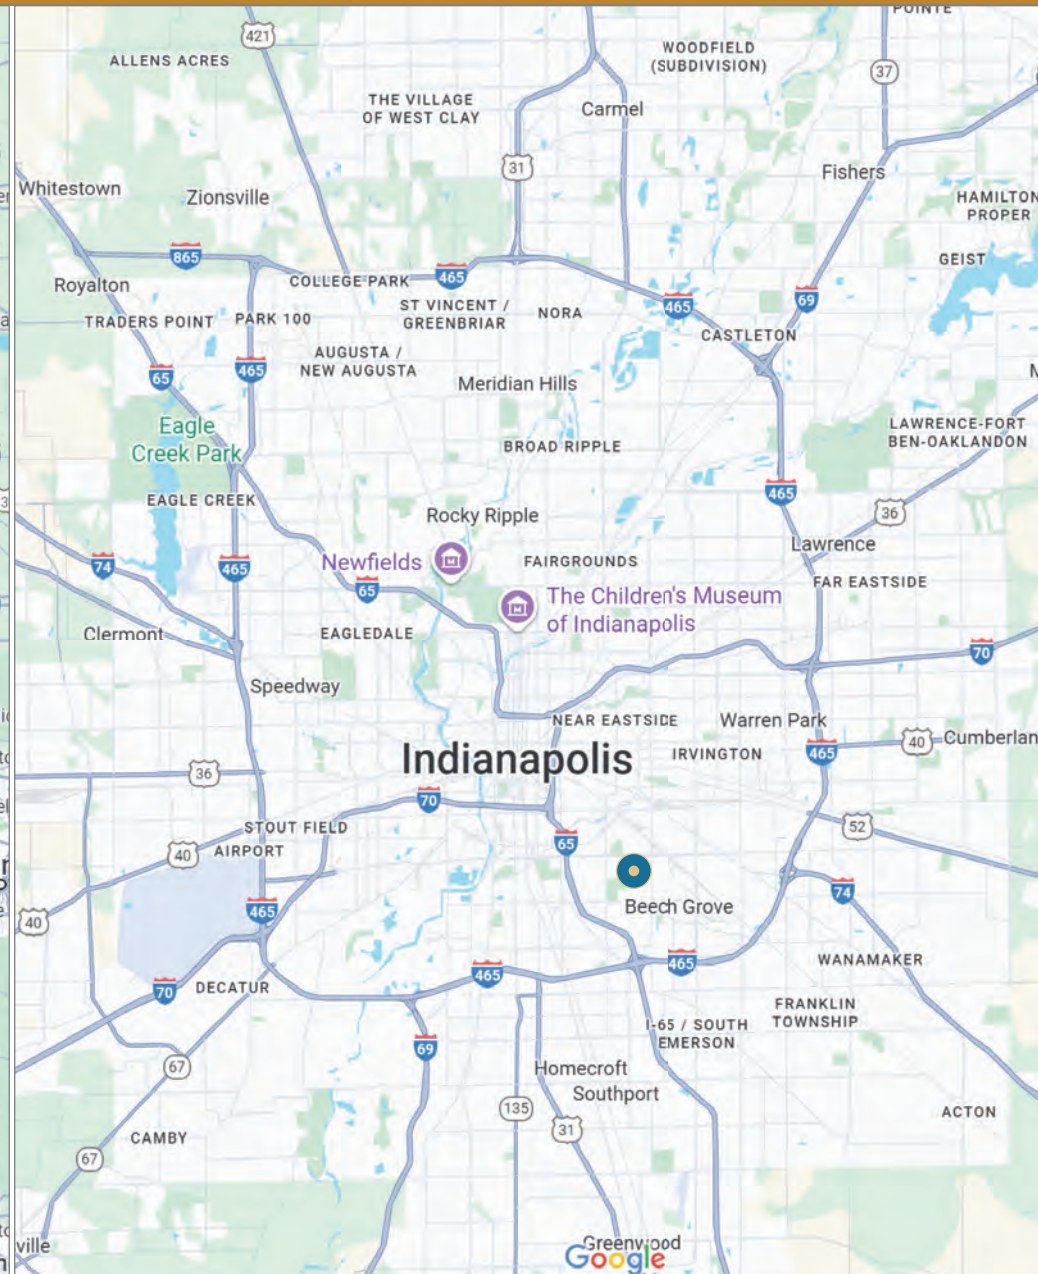 POINTE
421
ALLENS ACRES
WOODFIELD
(SUBDIVISION)
37
THE VILLAGE
OF WEST CLAY
Carmel
31
Fishers
Whitestown
Zionsville
HAMILTON
PROPER
865
465
GEIST
Royalton
COLLEGE PARK
465
69
ST VINCENT /
GREENBRIAR
NORA
TRADERS POINT
PARK 100
CASTLETON
AUGUSTA /
NEW AUGUSTA
465
65
Meridian Hills
Eagle
Creek Park
LAWRENCE-FORT
BEN-OAKLANDON
BROAD RIPPLE
465
EAGLE CREEK
36
Rocky Ripple
Lawrence
74
465
Newfields
FAIRGROUNDS
FAR EASTSIDE
65
The Children's Museum
of Indianapolis
Clermont
EAGLEDALE
70
Speedway
NEAR EASTSIDE
Warren Park
40
Cumberlan
IRVINGTON
465
Indianapolis
36
70
STOUT FIELD
52
65
40
AIRPORT
74
Beech Grove
465
40
WANAMAKER
465
465
DECATUR
70
FRANKLIN
TOWNSHIP
I-65 / SOUTH
EMERSON
69
67
Homecroft
Southport
135
ACTON
31
CAMBY
67
ville
Greenwood
Google